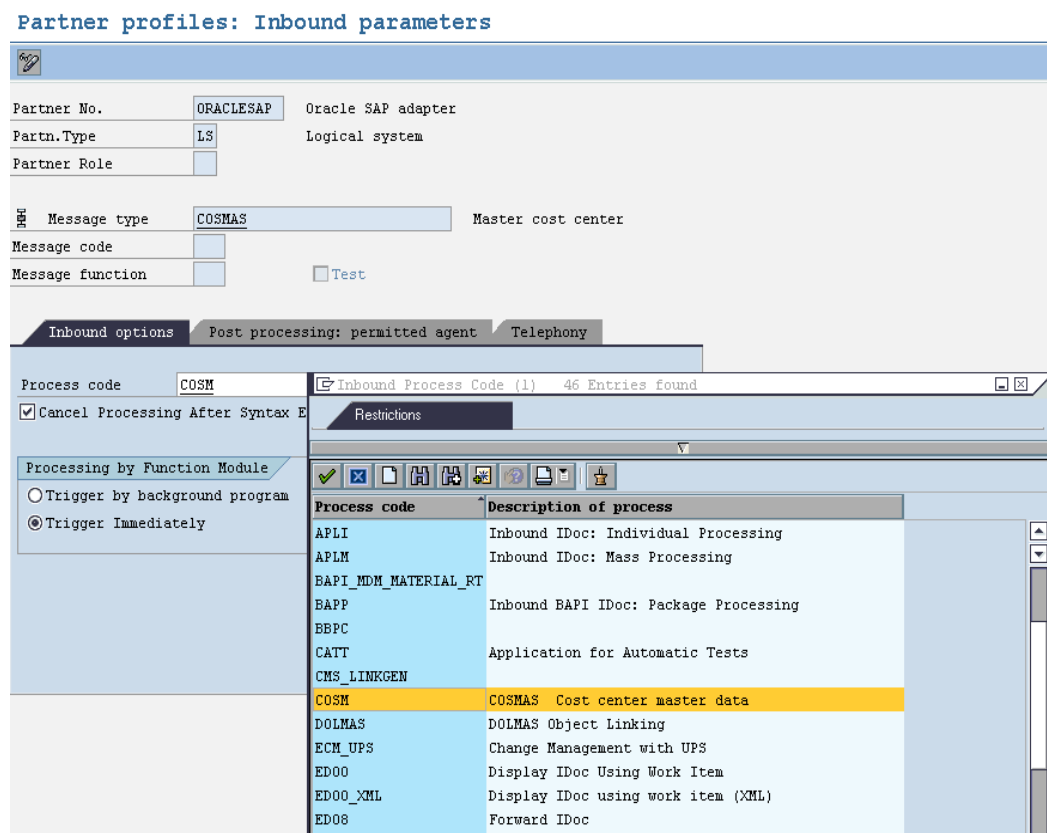 Partner profiles: Inbound parameters
Partner No. ORACLESAP Oracle SAP adapter
Partn.Type LS Logical system
Partner Role
Message type COSMAS Master cost center
Message code
Message function Test
Inbound options Post processing: permitted agent Telephony
Process code COSM
Cancel Processing After Syntax E
Processing by Function Module
Trigger by background program
Trigger Immediately
Inbound Process Code (1) 46 Entries found
Restrictions
Process code Description of process
APLI Inbound IDoc: Individual Processing
APLM Inbound IDoc: Mass Processing
BAPI_MDM_MATERIAL_RT
BAPP Inbound BAPI IDoc: Package Processing
BBPC
CATT Application for Automatic Tests
CMS_LINKGEN
COSM COSMAS Cost center master data
DOLMAS DOLMAS Object Linking
ECM_UPS Change Management with UPS
ED00 Display IDoc Using Work Item
ED00_XML Display IDoc using work item (XML)
ED08 Forward IDoc